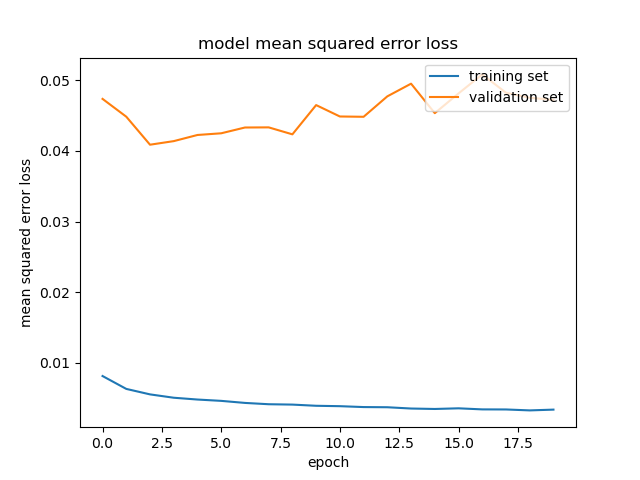 model mean squared error loss
training set
validation set
0.05
0.04
0.03
0.02
0.01
mean squared error loss
0.0 2.5 5.0 7.5 10.0 12.5 15.0 17.5
epoch